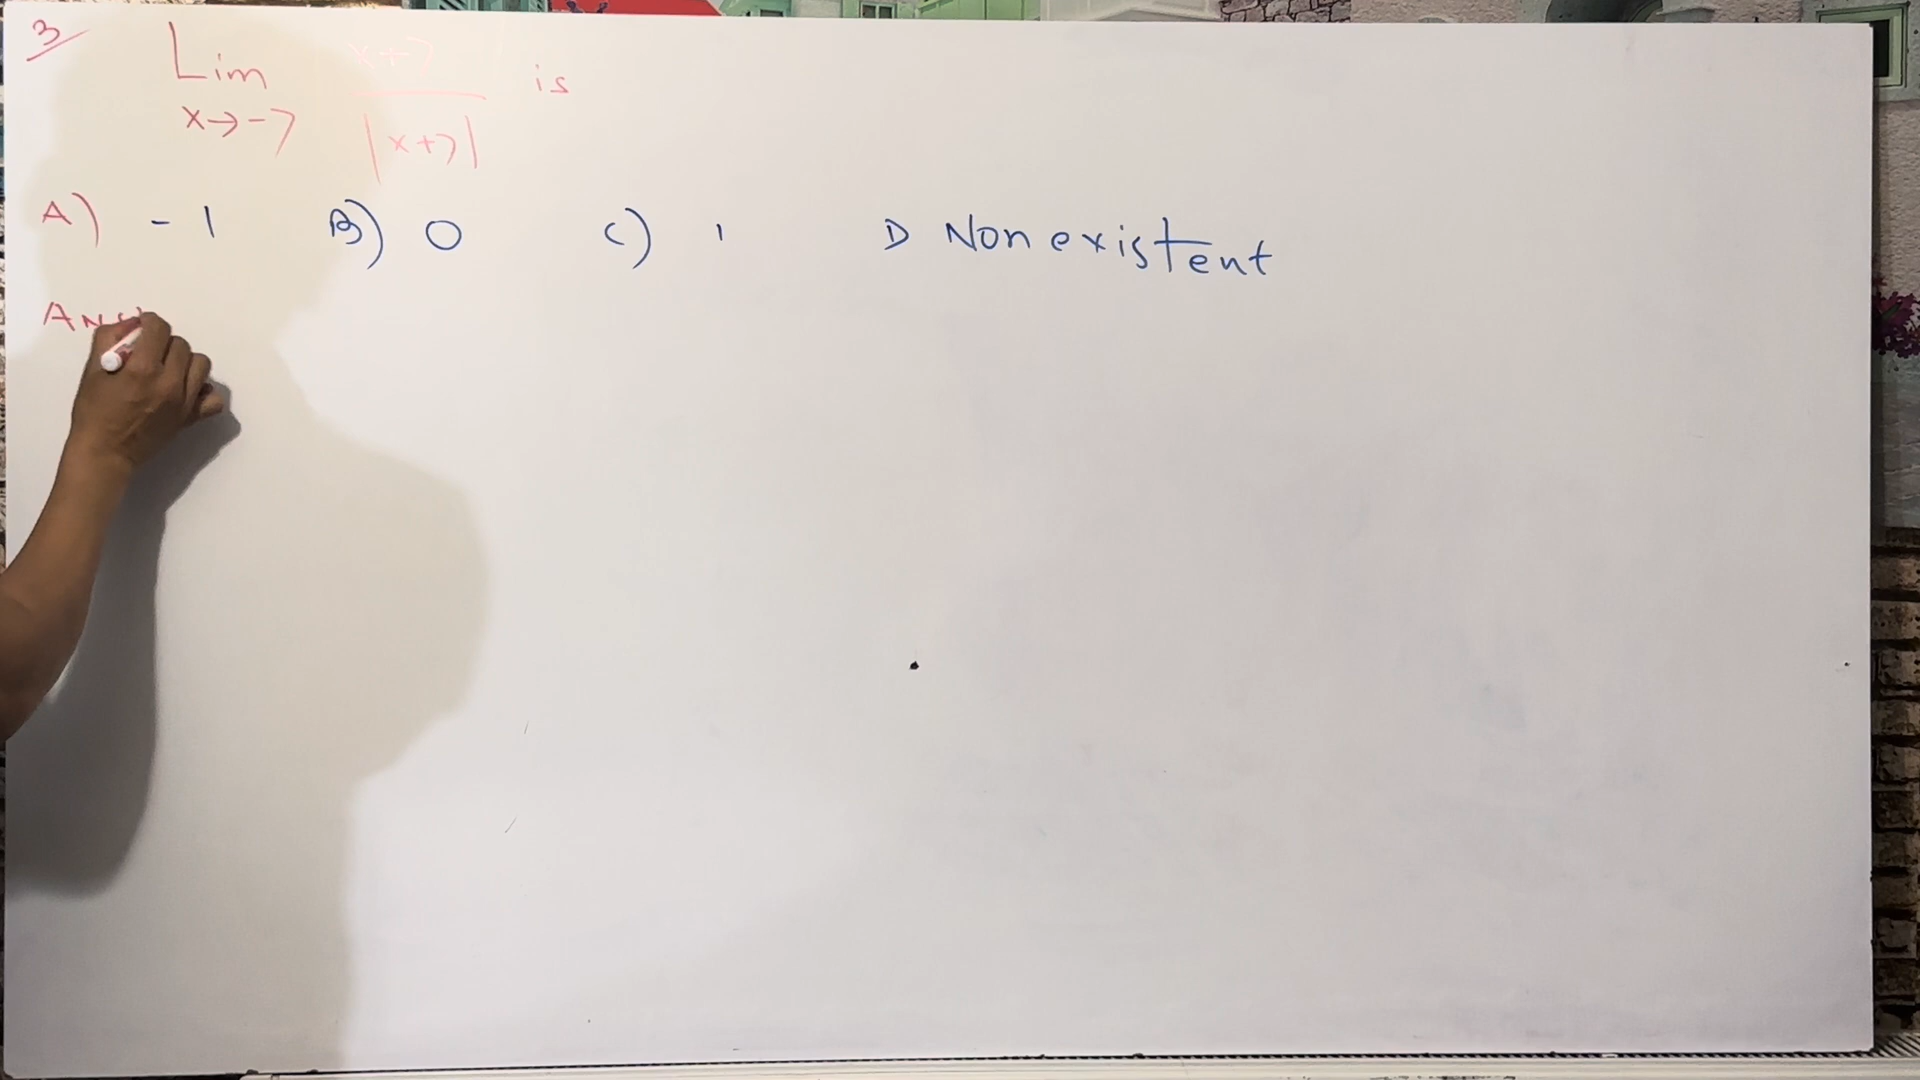 3
Lim x+7 is
x→-7 |x+7|
A) -1 B) 0 C) 1 D Nonexistent